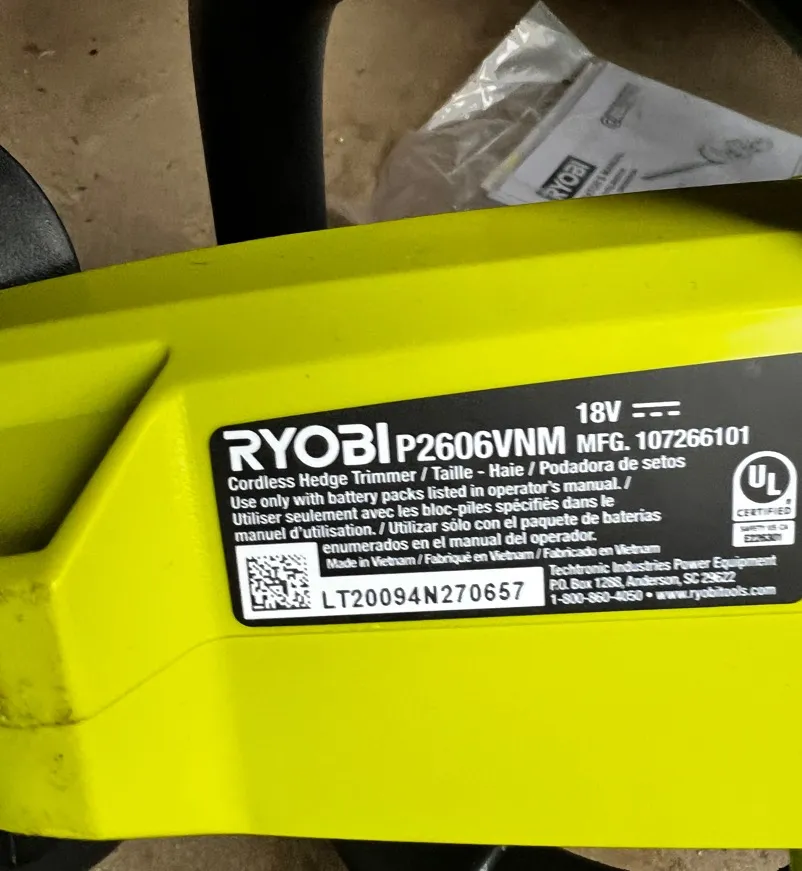 RYOBI
RYOBI P2606VNM 18V
MFG. 107266101
Cordless Hedge Trimmer / Taille - Haie / Podadora de setos
Use only with battery packs listed in operator's manual. /
Utiliser seulement avec les bloc-piles spécifiés dans le
manuel d'utilisation. / Utilizar sólo con el paquete de baterias
enumerados en el manual del operador.
Made in Vietnam / Fabriqué en Vietnam / Fabricado en Vietnam
LT20094N270657
Techtronic Industries Power Equipment
P.O. Box 1288, Anderson, SC 29622
1-800-860-4050 • www.ryobitools.com
UL
®
CERTIFIED
SAFETY US CA